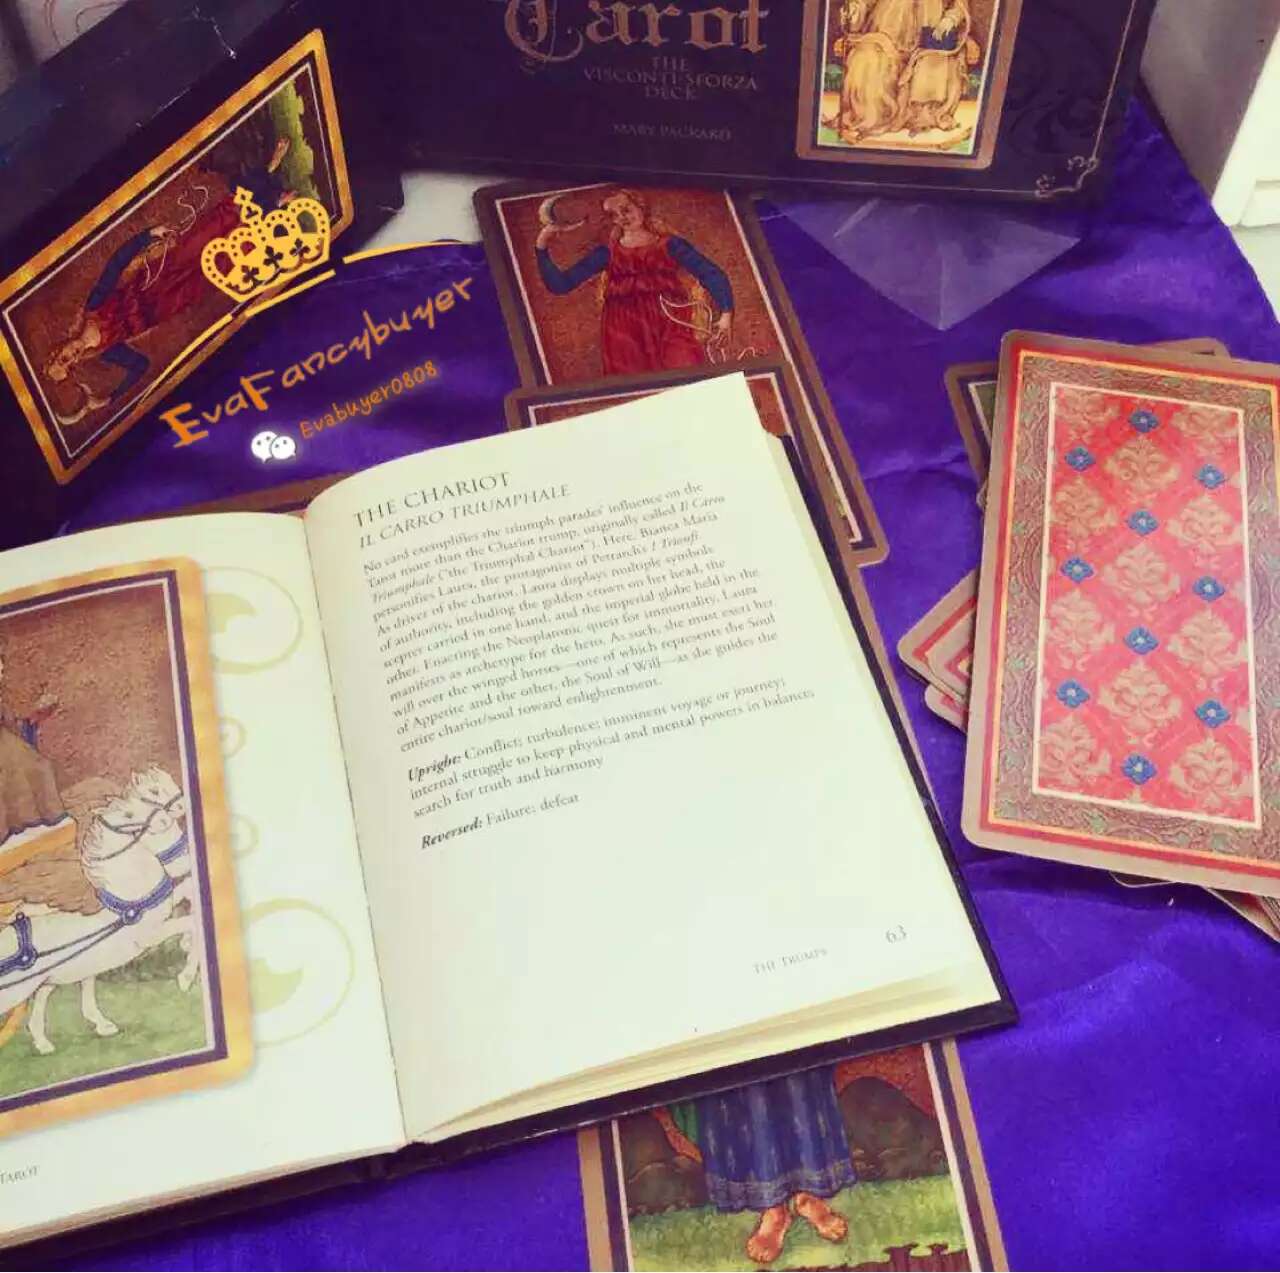 Tarot
THE
VISCONTI-SFORZA
DECK
MARY PACKARD
EvaFancybuyer
Evabuyer0808
THE CHARIOT
IL CARRO TRIUMPHALE
No card exemplifies the triumph parades' influence on the
Tarot more than the Chariot trump, originally called Il Carro
Triumphale ("the Triumphal Chariot"). Here, Bianca Maria
personifies Laura, the protagonist of Petrarch's I Trionfi.
As driver of the chariot, Laura displays multiple symbols
of authority, including the golden crown on her head, the
scepter carried in one hand, and the imperial globe held in the
other. Enacting the Neoplatonic quest for immortality, Laura
manifests as archetype for the hero. As such, she must exert her
will over the winged horses—one of which represents the Soul
of Appetite and the other, the Soul of Will—as she guides the
entire chariot/soul toward enlightenment.
Upright: Conflict; turbulence; imminent voyage or journey;
internal struggle to keep physical and mental powers in balance;
search for truth and harmony
Reversed: Failure; defeat
THE TRUMPS 63
TAROT